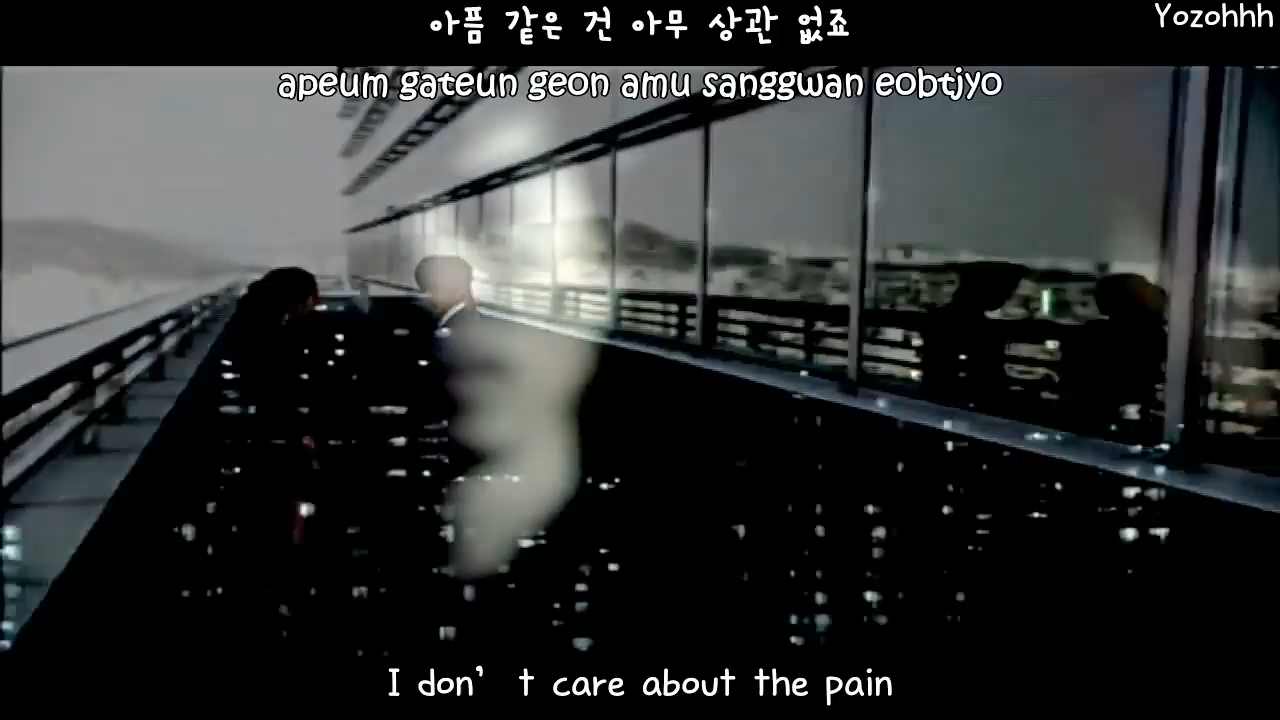 아픔 같은 건 아무 상관 없죠
Yozohhh
apeum gateun geon amu sanggwan eobtjyo
I don’t care about the pain